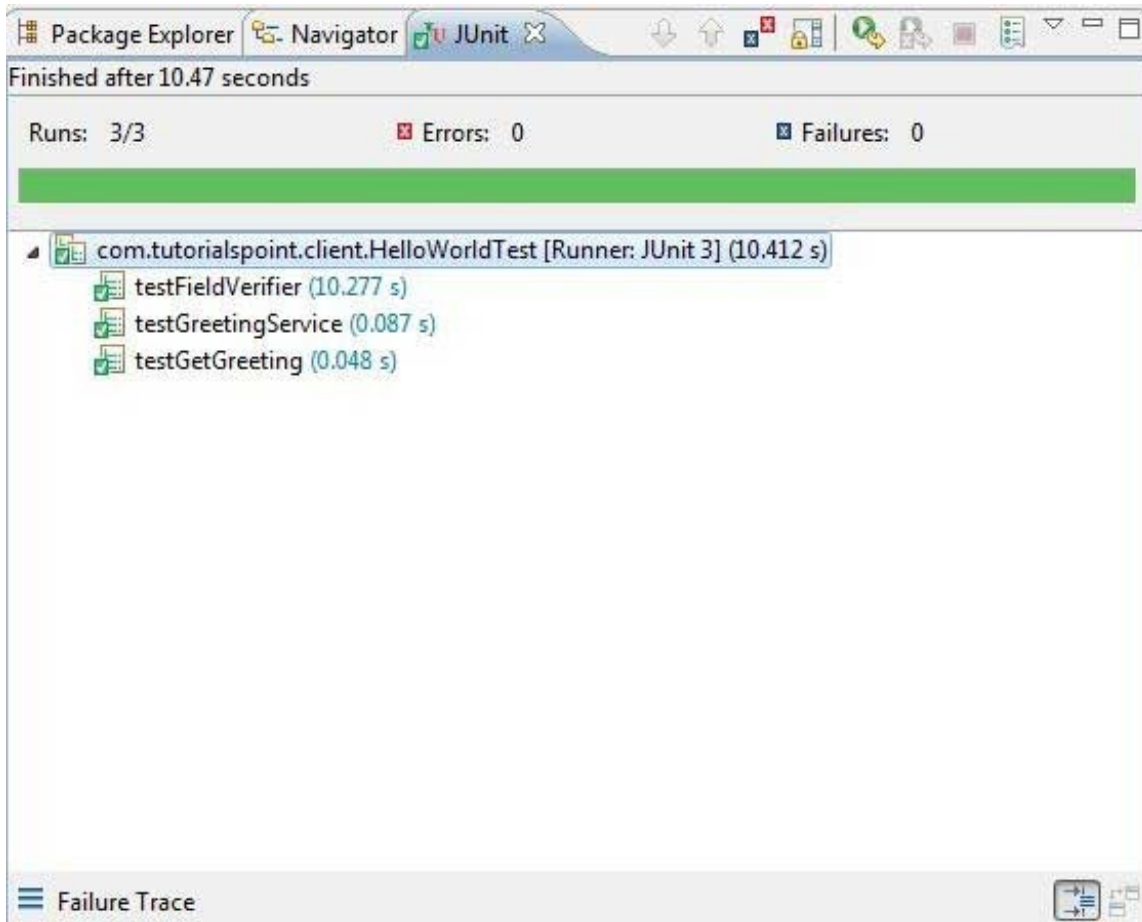 Package Explorer Navigator JUnit
Finished after 10.47 seconds
Runs: 3/3 Errors: 0 Failures: 0
com.tutorialspoint.client.HelloWorldTest [Runner: JUnit 3] (10.412 s)
testFieldVerifier (10.277 s)
testGreetingService (0.087 s)
testGetGreeting (0.048 s)
Failure Trace